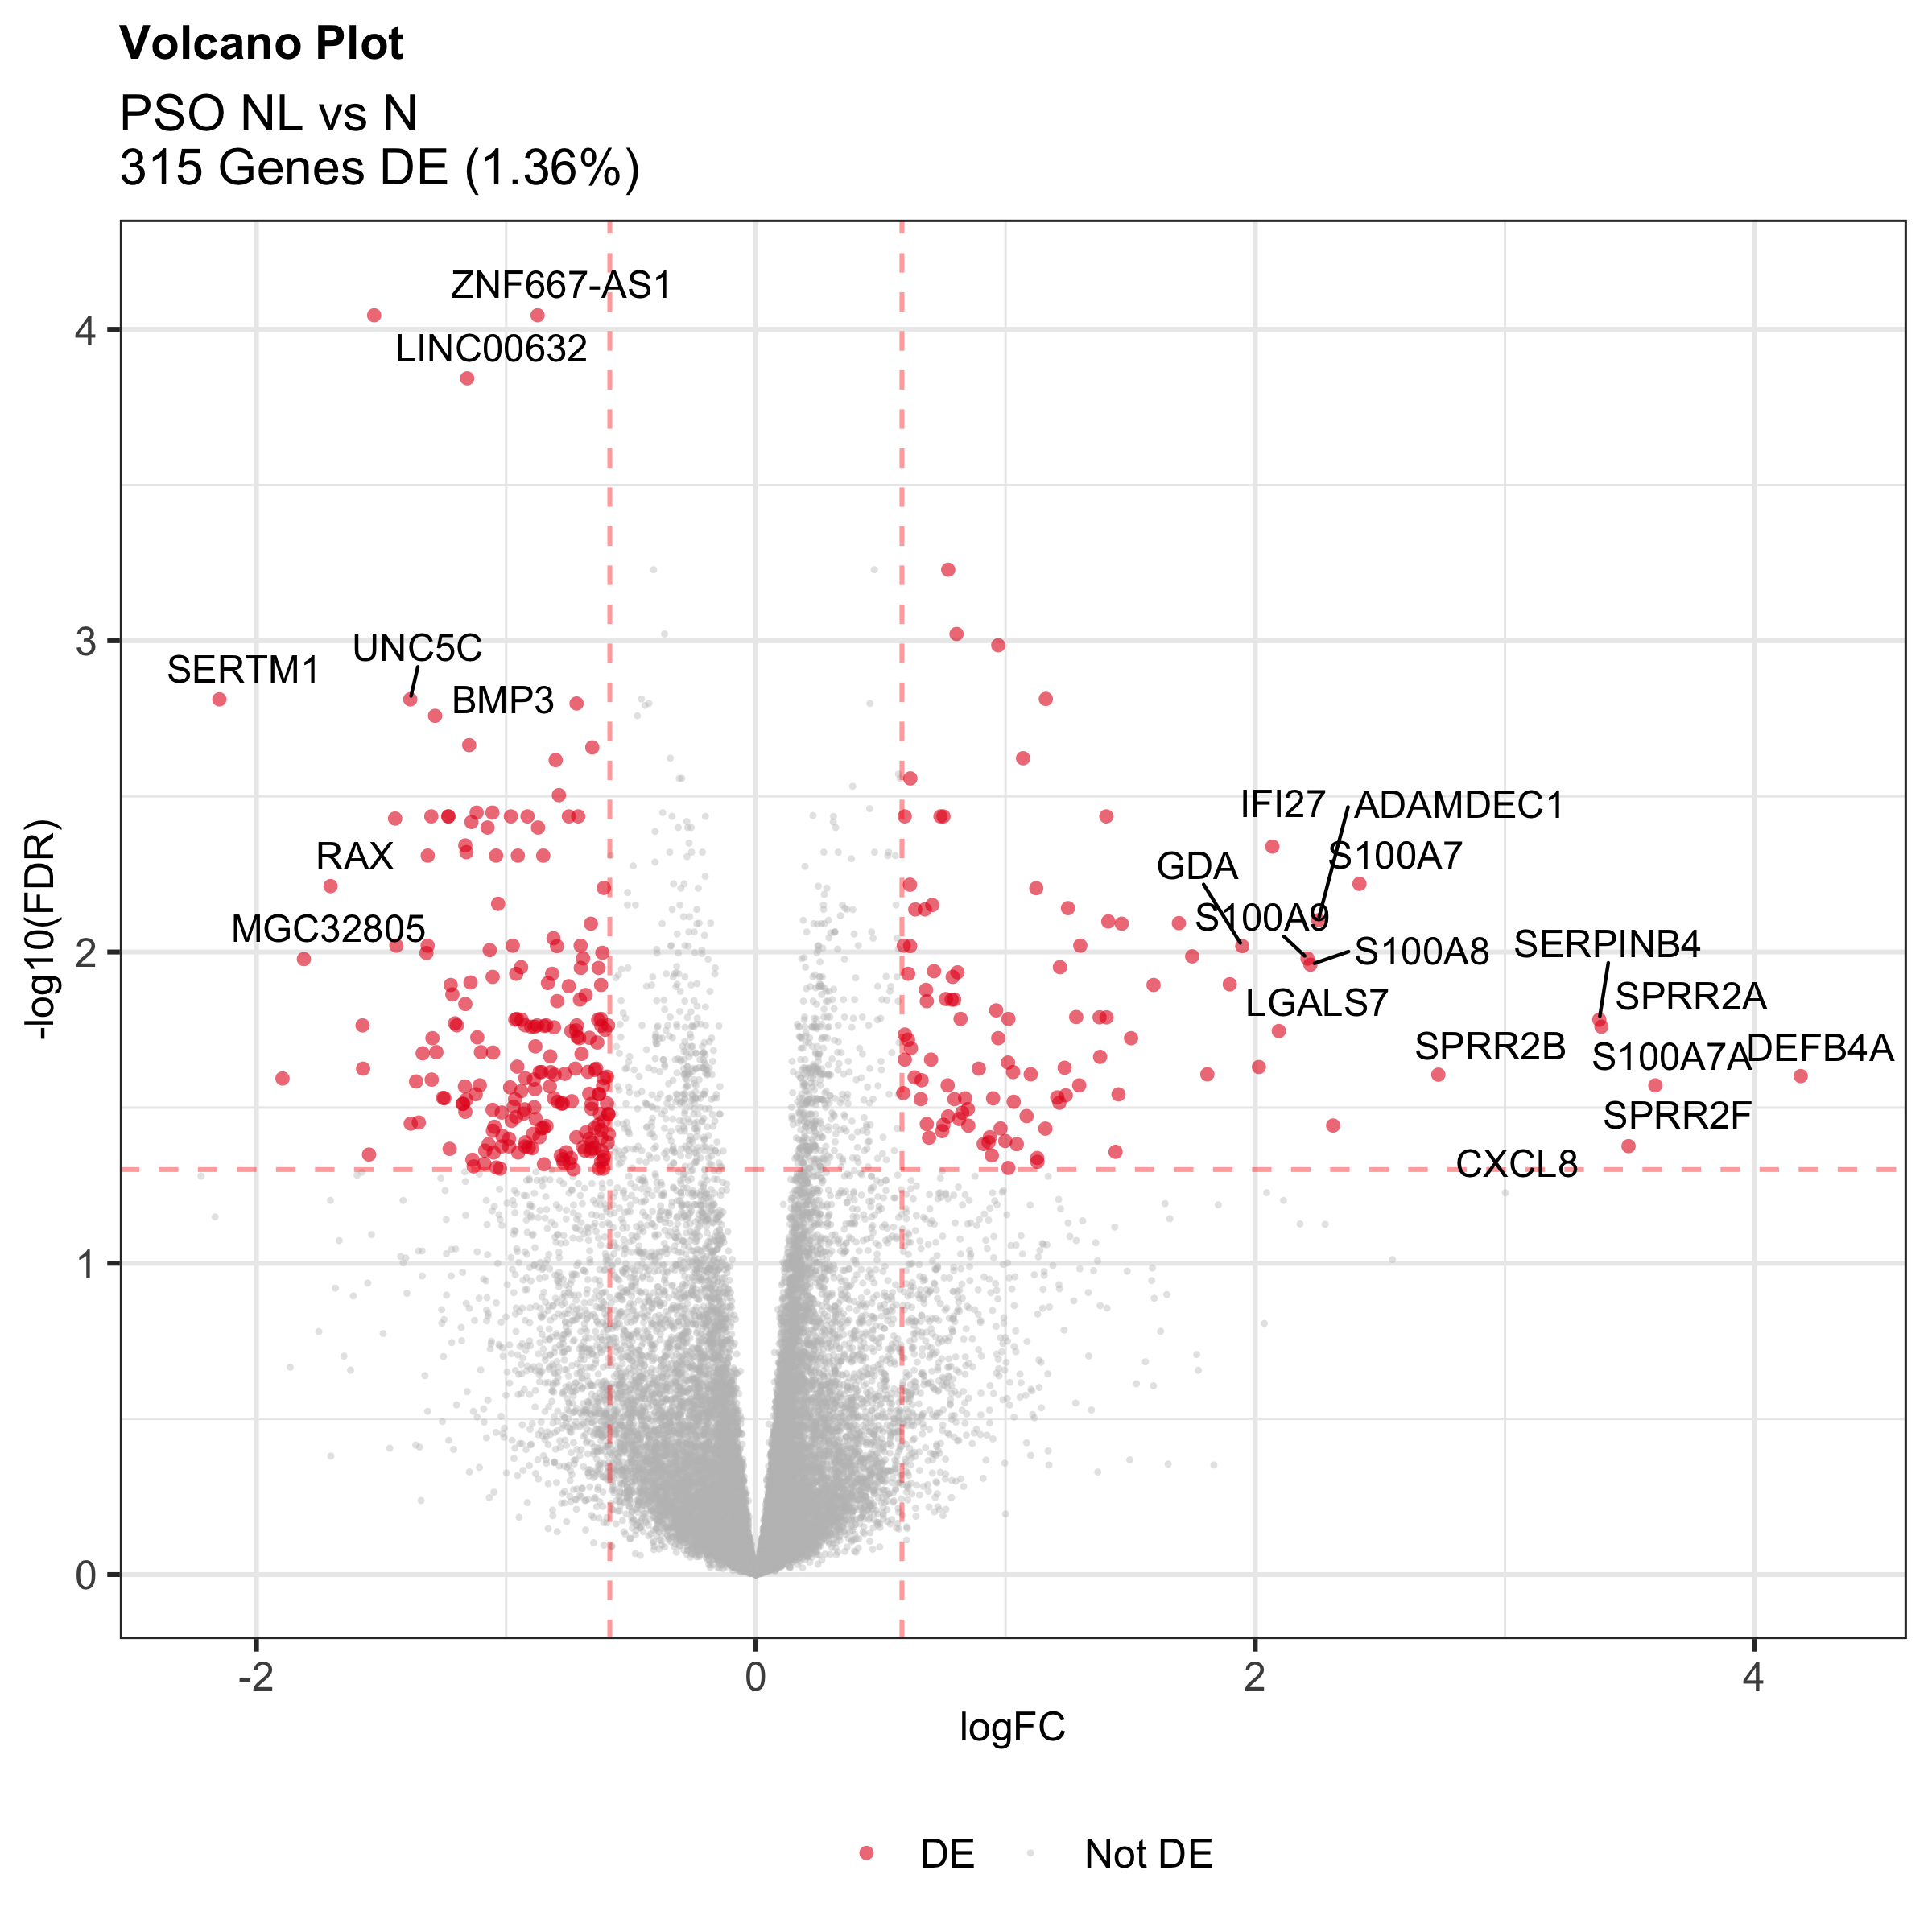 Volcano Plot
PSO NL vs N
315 Genes DE (1.36%)
ZNF667-AS1
LINC00632
UNC5C
SERTM1
BMP3
RAX
MGC32805
IFI27
ADAMDEC1
S100A7
GDA
S100A9
S100A8
SERPINB4
LGALS7
SPRR2A
SPRR2B
S100A7A
DEFB4A
SPRR2F
CXCL8
4
3
2
1
0
-log10(FDR)
-2
0
2
4
logFC
DE
Not DE